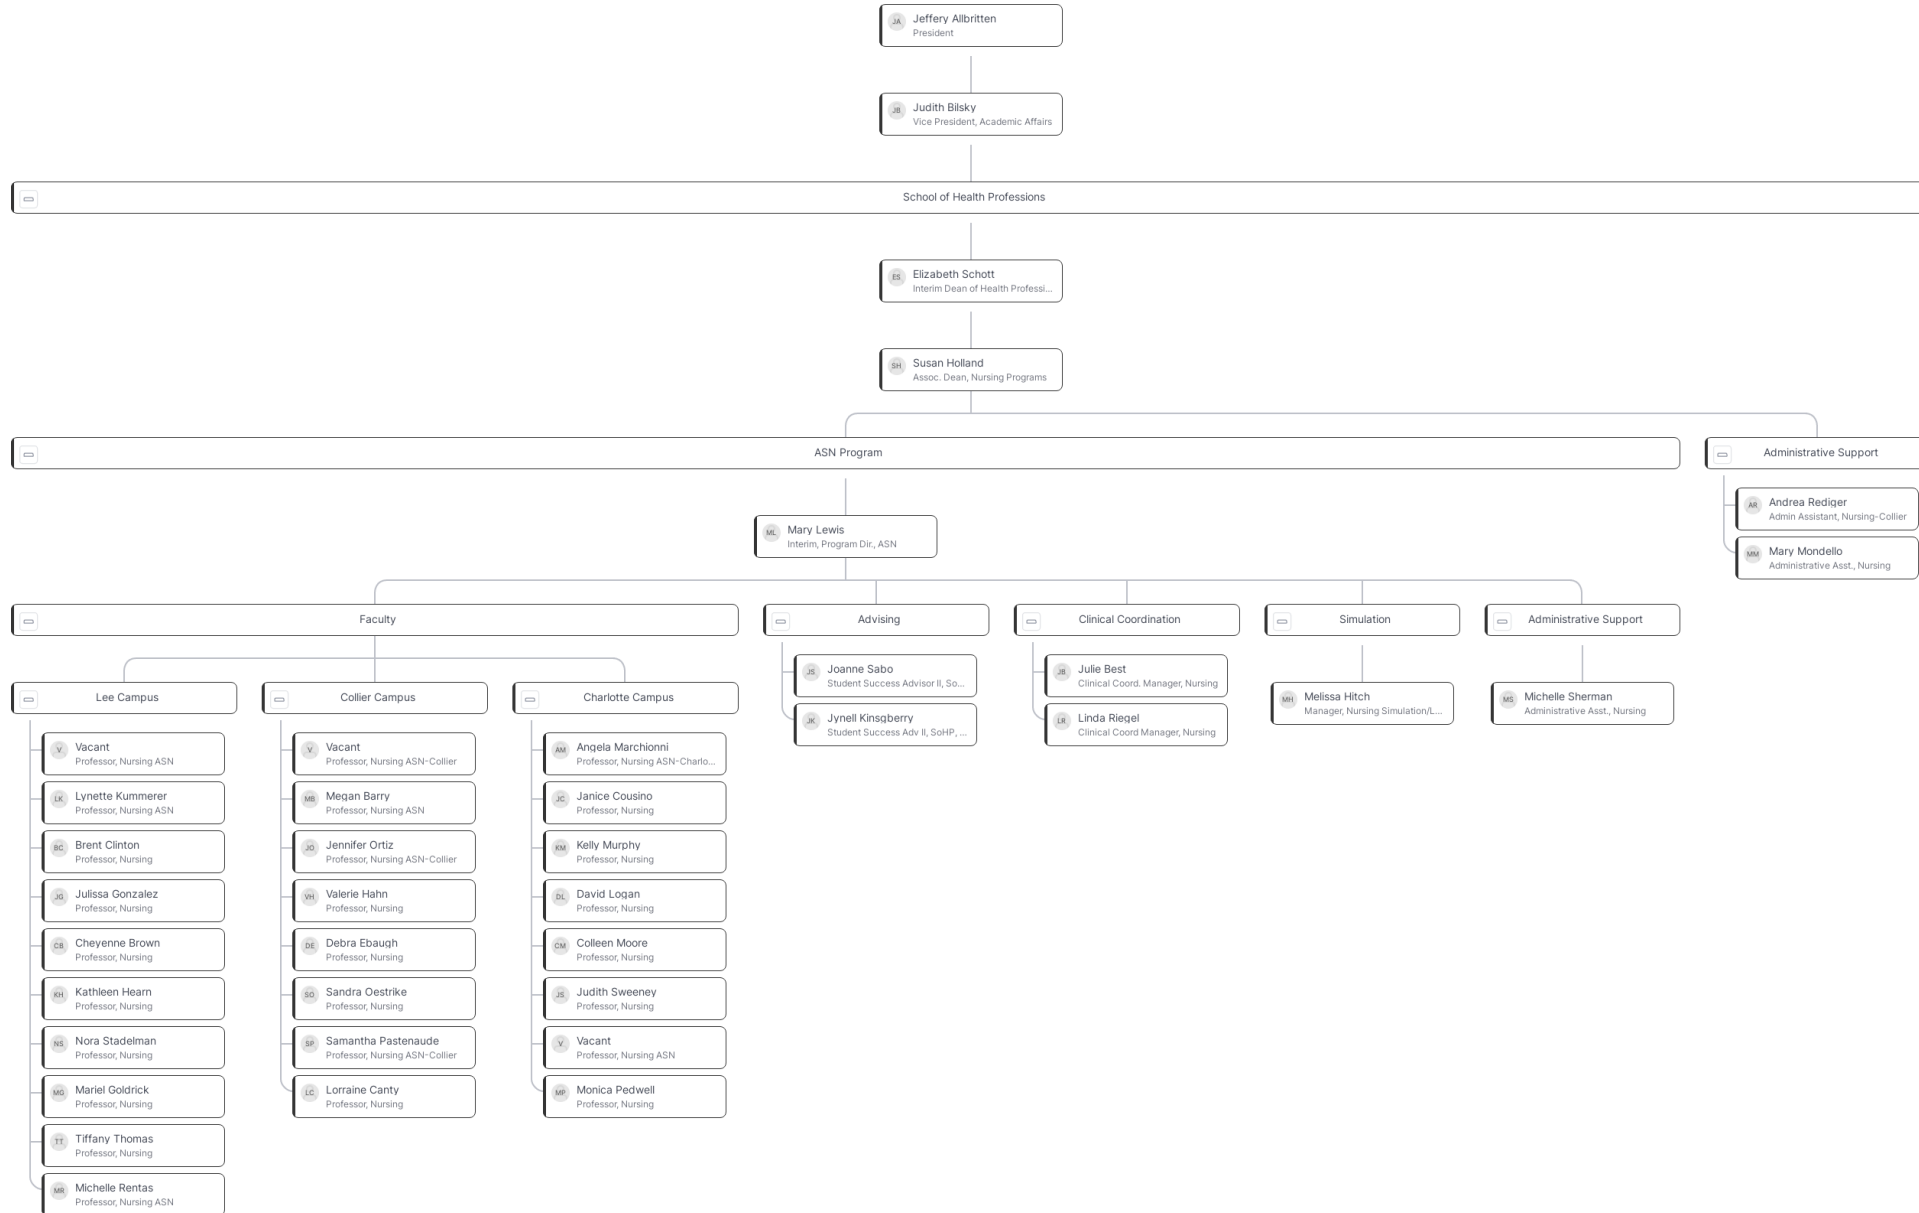 JA
Jeffery Allbritten
President
JB
Judith Bilsky
Vice President, Academic Affairs
School of Health Professions
ES
Elizabeth Schott
Interim Dean of Health Professi...
SH
Susan Holland
Assoc. Dean, Nursing Programs
ASN Program
Administrative Support
AR
Andrea Rediger
Admin Assistant, Nursing-Collier
MM
Mary Mondello
Administrative Asst., Nursing
ML
Mary Lewis
Interim, Program Dir., ASN
Faculty
Advising
Clinical Coordination
Simulation
Administrative Support
JS
Joanne Sabo
Student Success Advisor II, So...
JK
Jynell Kinsgberry
Student Success Adv II, SoHP, ...
JB
Julie Best
Clinical Coord. Manager, Nursing
LR
Linda Riegel
Clinical Coord Manager, Nursing
MH
Melissa Hitch
Manager, Nursing Simulation/L...
MS
Michelle Sherman
Administrative Asst., Nursing
Lee Campus
V
Vacant
Professor, Nursing ASN
LK
Lynette Kummerer
Professor, Nursing ASN
BC
Brent Clinton
Professor, Nursing
JG
Julissa Gonzalez
Professor, Nursing
CB
Cheyenne Brown
Professor, Nursing
KH
Kathleen Hearn
Professor, Nursing
NS
Nora Stadelman
Professor, Nursing
MG
Mariel Goldrick
Professor, Nursing
TT
Tiffany Thomas
Professor, Nursing
MR
Michelle Rentas
Professor, Nursing ASN
Collier Campus
V
Vacant
Professor, Nursing ASN-Collier
MB
Megan Barry
Professor, Nursing ASN
JO
Jennifer Ortiz
Professor, Nursing ASN-Collier
VH
Valerie Hahn
Professor, Nursing
DE
Debra Ebaugh
Professor, Nursing
SO
Sandra Oestrike
Professor, Nursing
SP
Samantha Pastenaude
Professor, Nursing ASN-Collier
LC
Lorraine Canty
Professor, Nursing
Charlotte Campus
AM
Angela Marchionni
Professor, Nursing ASN-Charlo...
JC
Janice Cousino
Professor, Nursing
KM
Kelly Murphy
Professor, Nursing
DL
David Logan
Professor, Nursing
CM
Colleen Moore
Professor, Nursing
JS
Judith Sweeney
Professor, Nursing
V
Vacant
Professor, Nursing ASN
MP
Monica Pedwell
Professor, Nursing